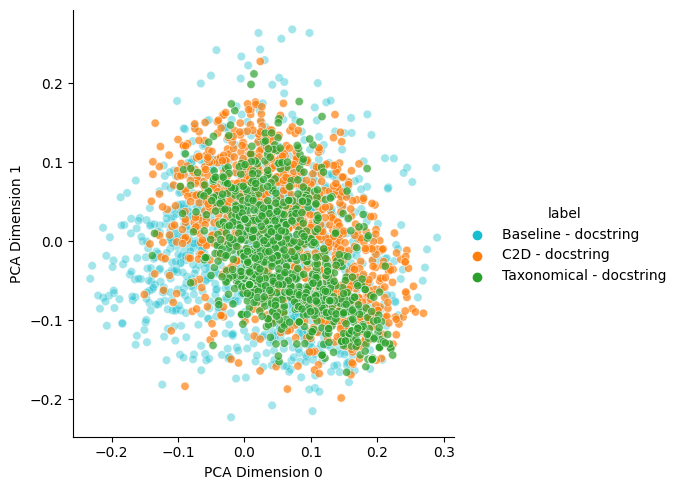 0.2
0.1
0.0
−0.1
−0.2
PCA Dimension 1
−0.2 −0.1 0.0 0.1 0.2 0.3
PCA Dimension 0
label
Baseline - docstring
C2D - docstring
Taxonomical - docstring